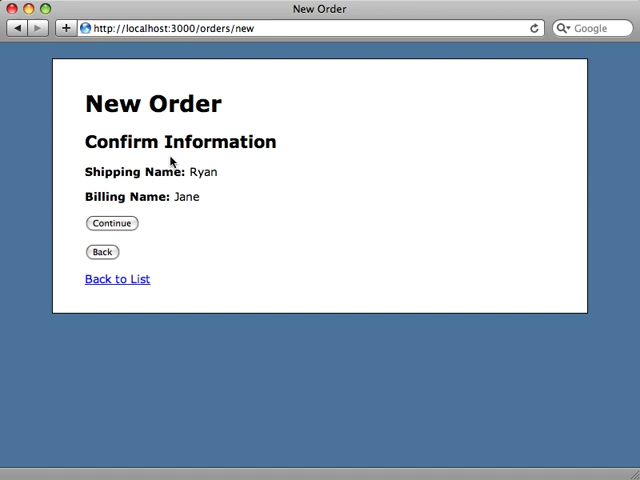 New Order
http://localhost:3000/orders/new
Google
New Order
Confirm Information
Shipping Name: Ryan
Billing Name: Jane
Continue
Back
Back to List